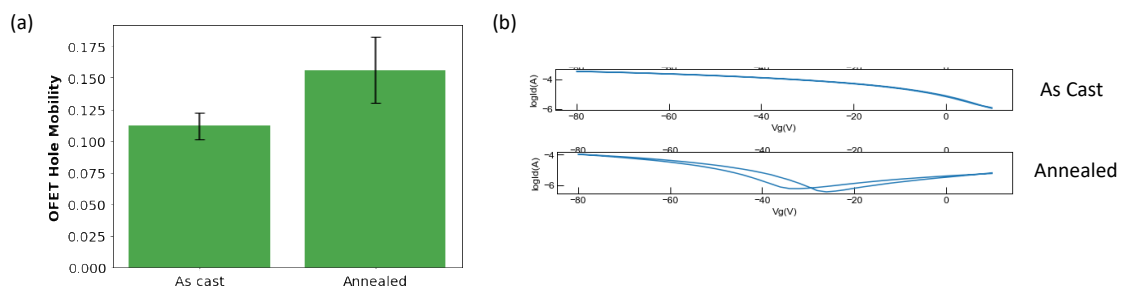 (a)
OFET Hole Mobility
0.175
0.150
0.125
0.100
0.075
0.050
0.025
0.000
As cast
Annealed
(b)
logId(A)
−4
−6
−80
−60
−40
−20
0
Vg(V)
As Cast
logId(A)
−4
−6
−80
−60
−40
−20
0
Vg(V)
Annealed